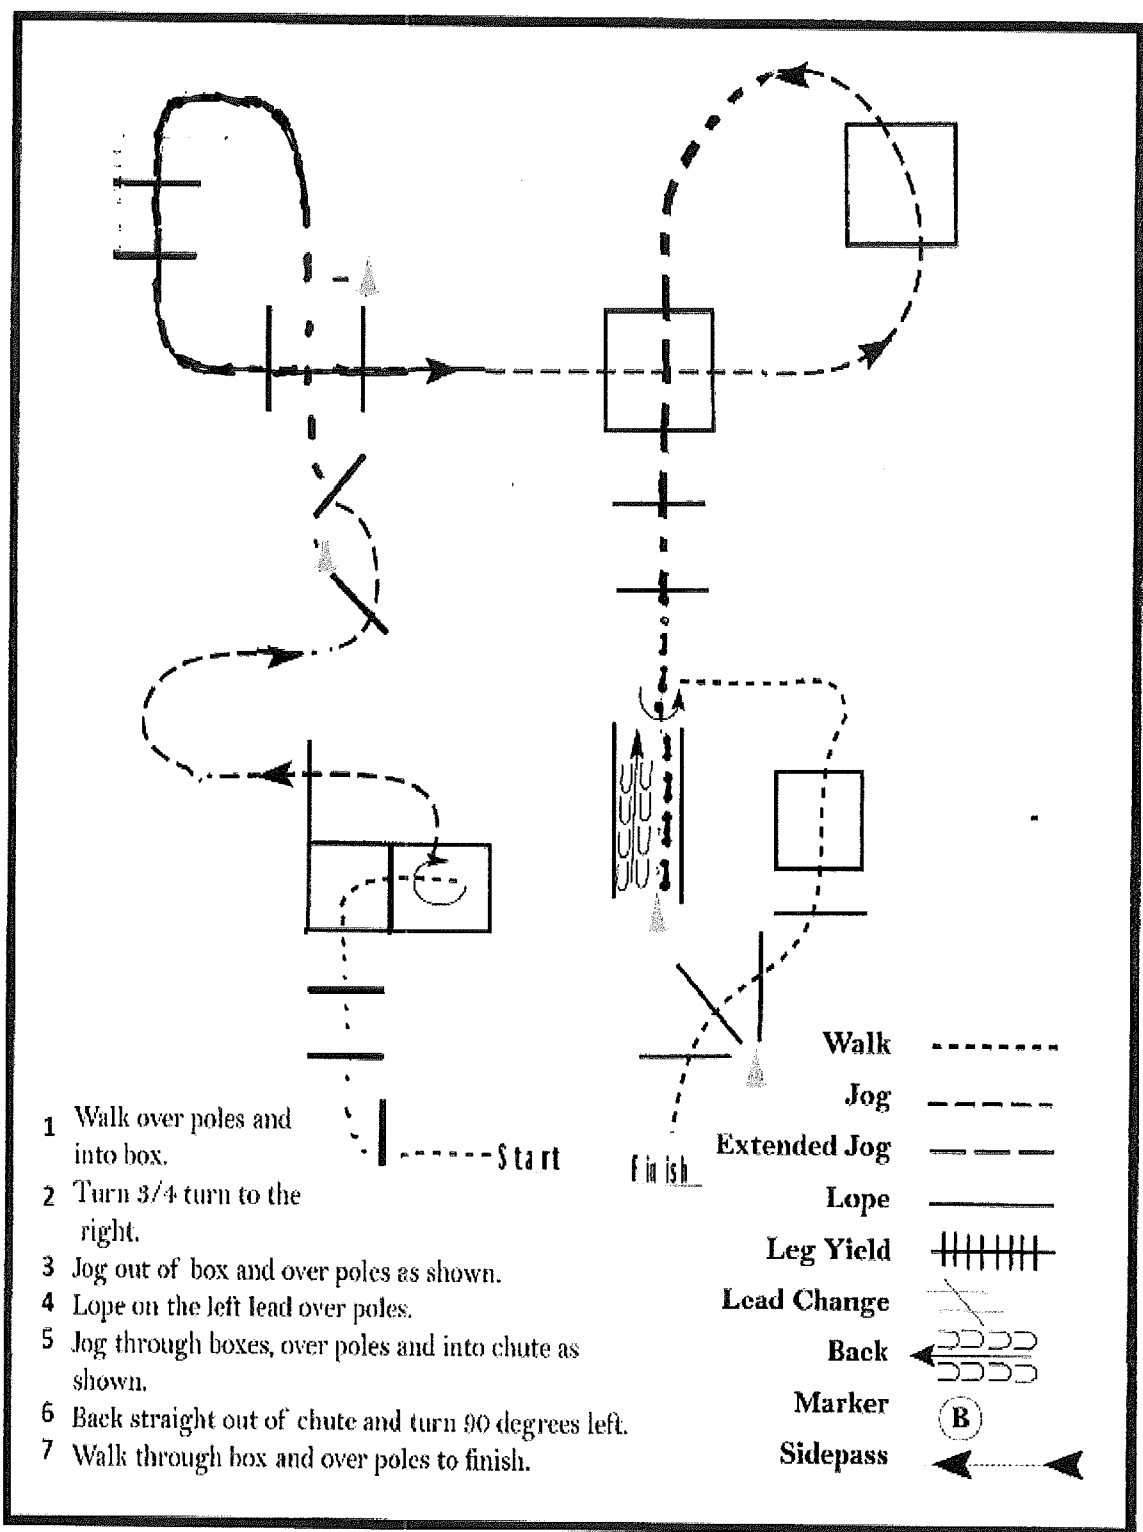 Start
Finish
1 Walk over poles and
into box.
2 Turn 3/4 turn to the
right.
3 Jog out of box and over poles as shown.
4 Lope on the left lead over poles.
5 Jog through boxes, over poles and into chute as
shown.
6 Back straight out of chute and turn 90 degrees left.
7 Walk through box and over poles to finish.
Walk
Jog
Extended Jog
Lope
Leg Yield
Lead Change
Back
Marker B
Sidepass